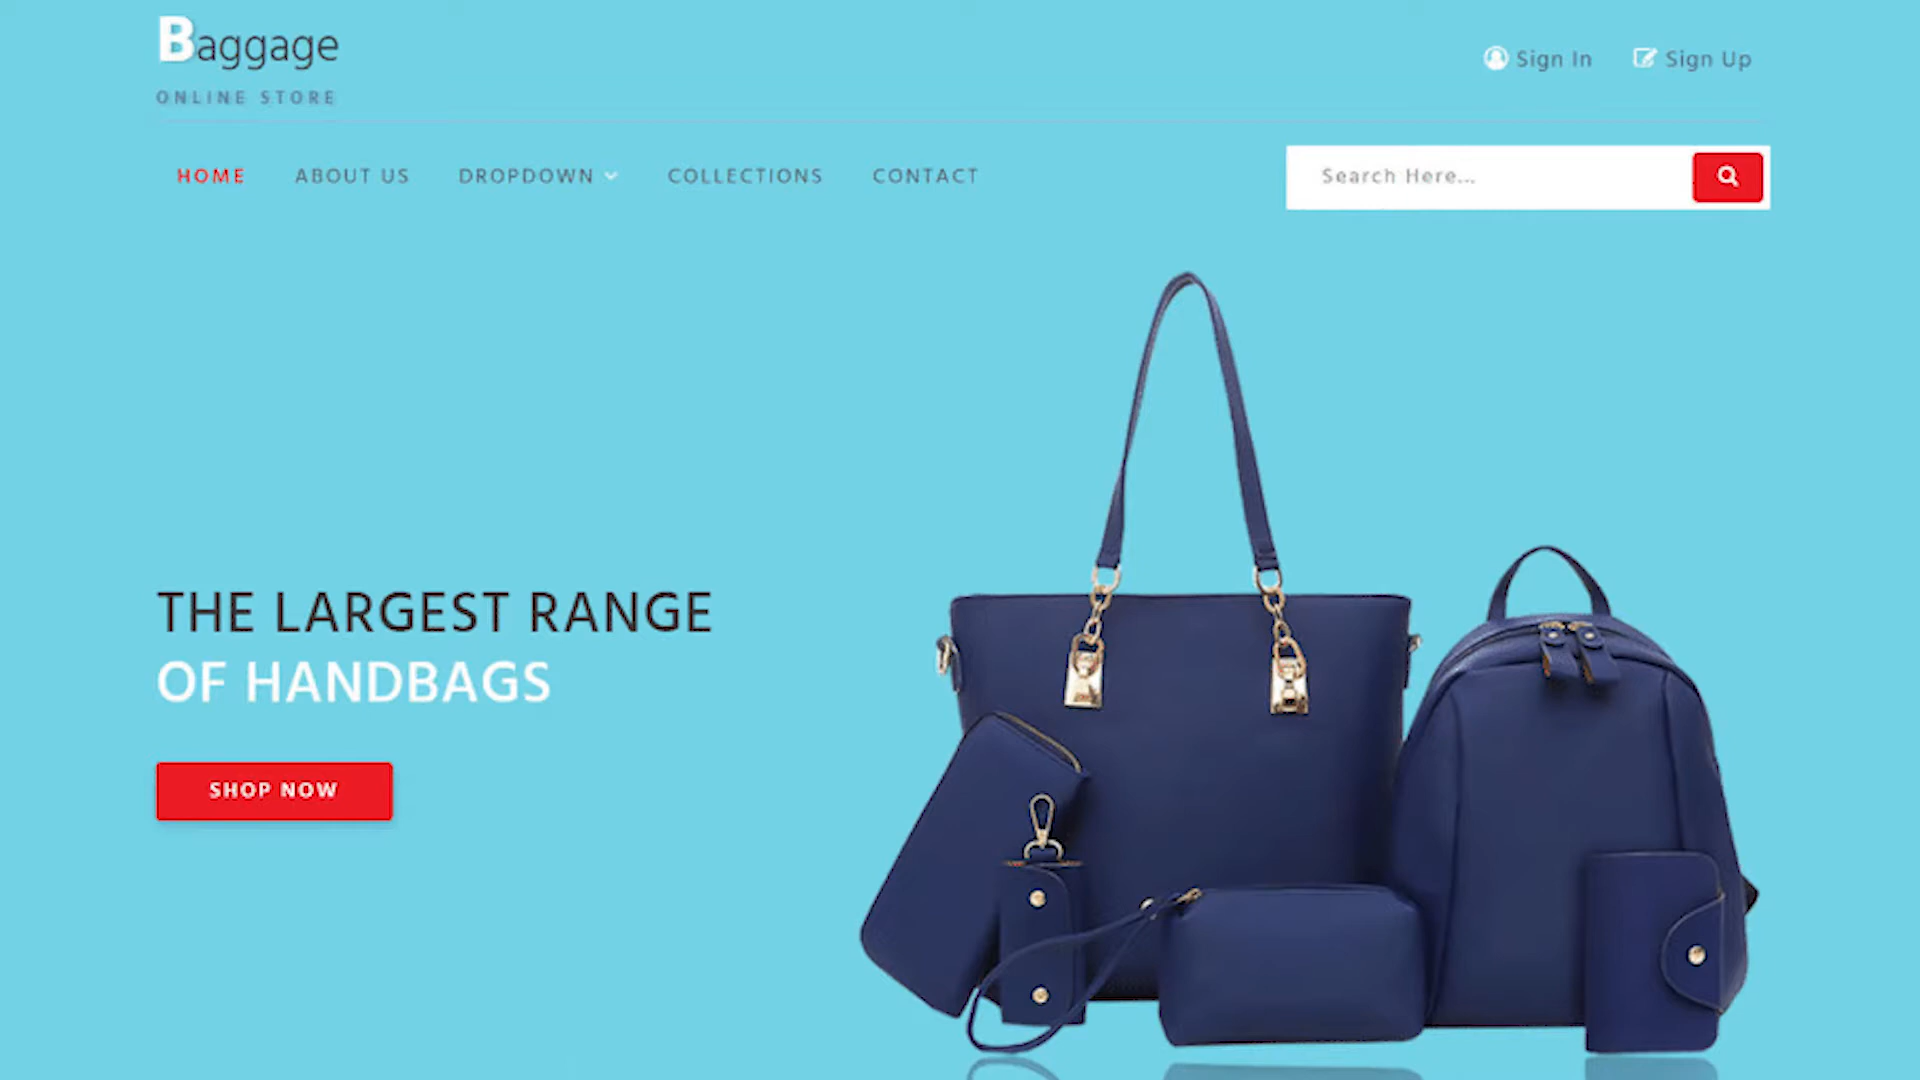 Baggage
ONLINE STORE
Sign In
Sign Up
HOME
ABOUT US
DROPDOWN
COLLECTIONS
CONTACT
Search Here...
THE LARGEST RANGE
OF HANDBAGS
SHOP NOW